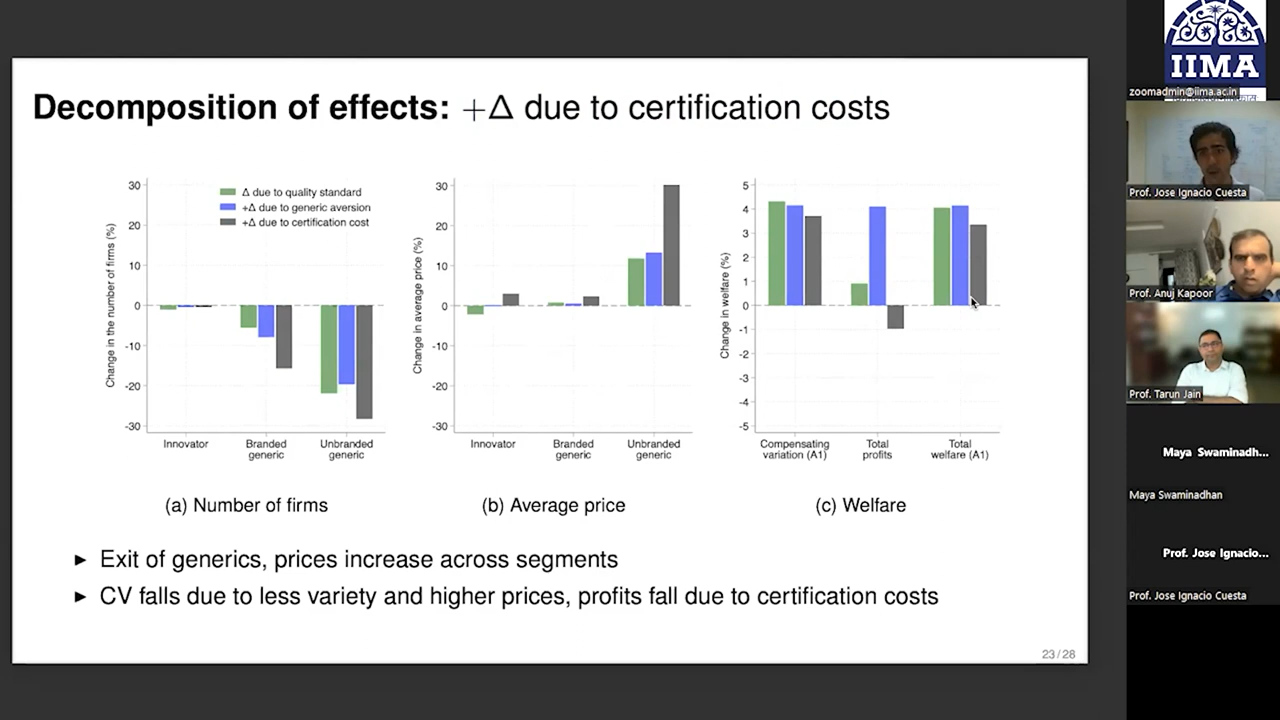 Decomposition of effects: +Δ due to certification costs
Δ due to quality standard
+Δ due to generic aversion
+Δ due to certification cost
Change in the number of firms (%)
30
20
10
0
-10
-20
-30
Innovator
Branded
generic
Unbranded
generic
(a) Number of firms
Change in average price (%)
30
20
10
0
-10
-20
-30
Innovator
Branded
generic
Unbranded
generic
(b) Average price
Change in welfare (%)
5
4
3
2
1
0
-1
-2
-3
-4
-5
Compensating
variation (A1)
Total
profits
Total
welfare (A1)
(c) Welfare
► Exit of generics, prices increase across segments
► CV falls due to less variety and higher prices, profits fall due to certification costs
23 / 28
IIMA
zoomadmin@iima.ac.in
Prof. Jose Ignacio Cuesta
Prof. Anuj Kapoor
Prof. Tarun Jain
Maya Swaminadh...
Maya Swaminadhan
Prof. Jose Ignacio...
Prof. Jose Ignacio Cuesta